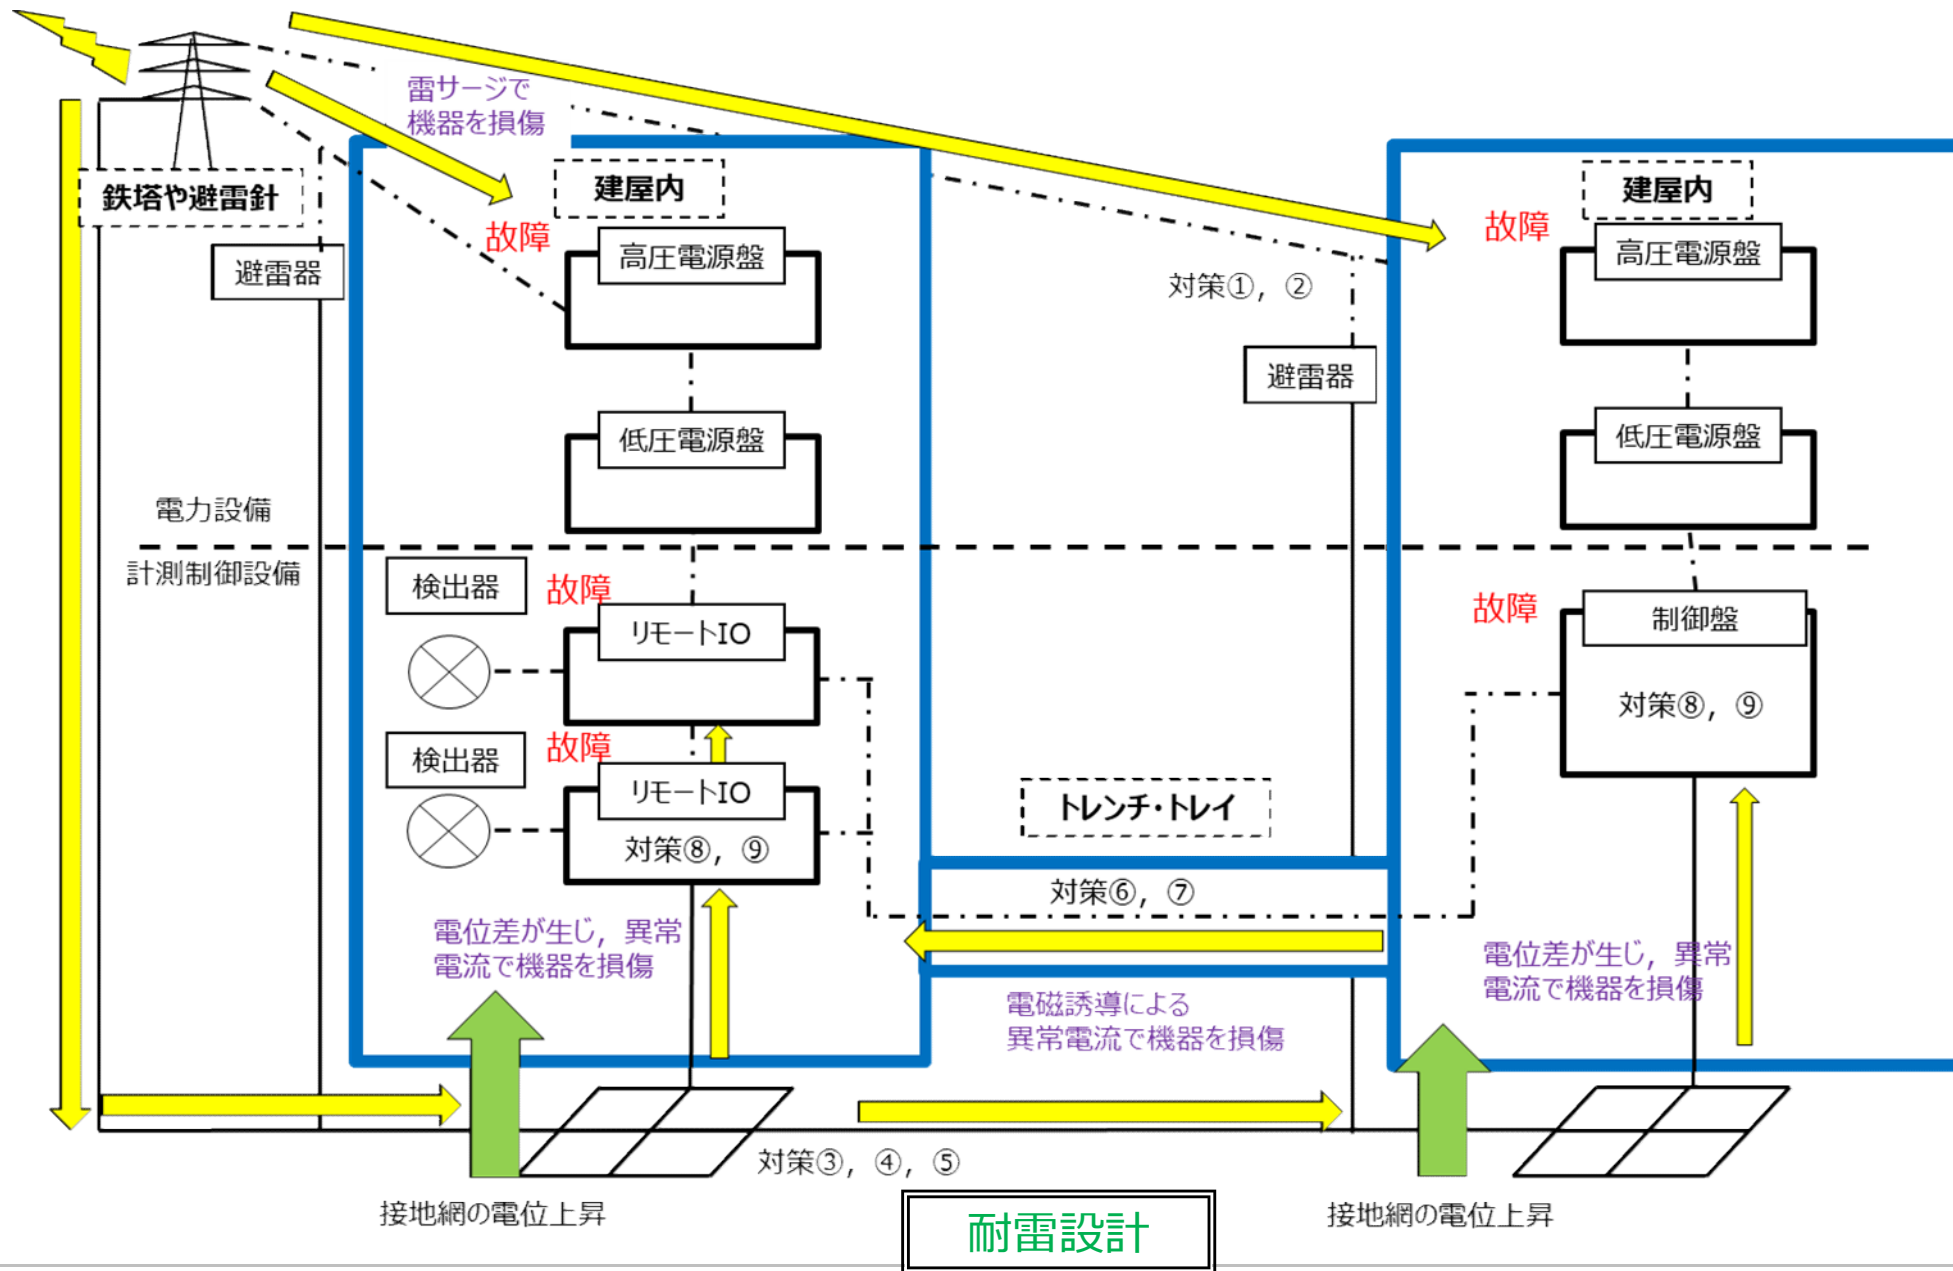 雷サージで
機器を損傷
鉄塔や避雷針
建屋内
建屋内
故障
故障
高圧電源盤
高圧電源盤
避雷器
対策①，②
避雷器
低圧電源盤
低圧電源盤
電力設備
計測制御設備
検出器
故障
リモートIO
故障
制御盤
対策⑧，⑨
検出器
故障
リモートIO
対策⑧，⑨
トレンチ・トレイ
対策⑥，⑦
電位差が生じ，異常
電流で機器を損傷
電位差が生じ，異常
電流で機器を損傷
電磁誘導による
異常電流で機器を損傷
対策③，④，⑤
接地網の電位上昇
接地網の電位上昇
耐雷設計